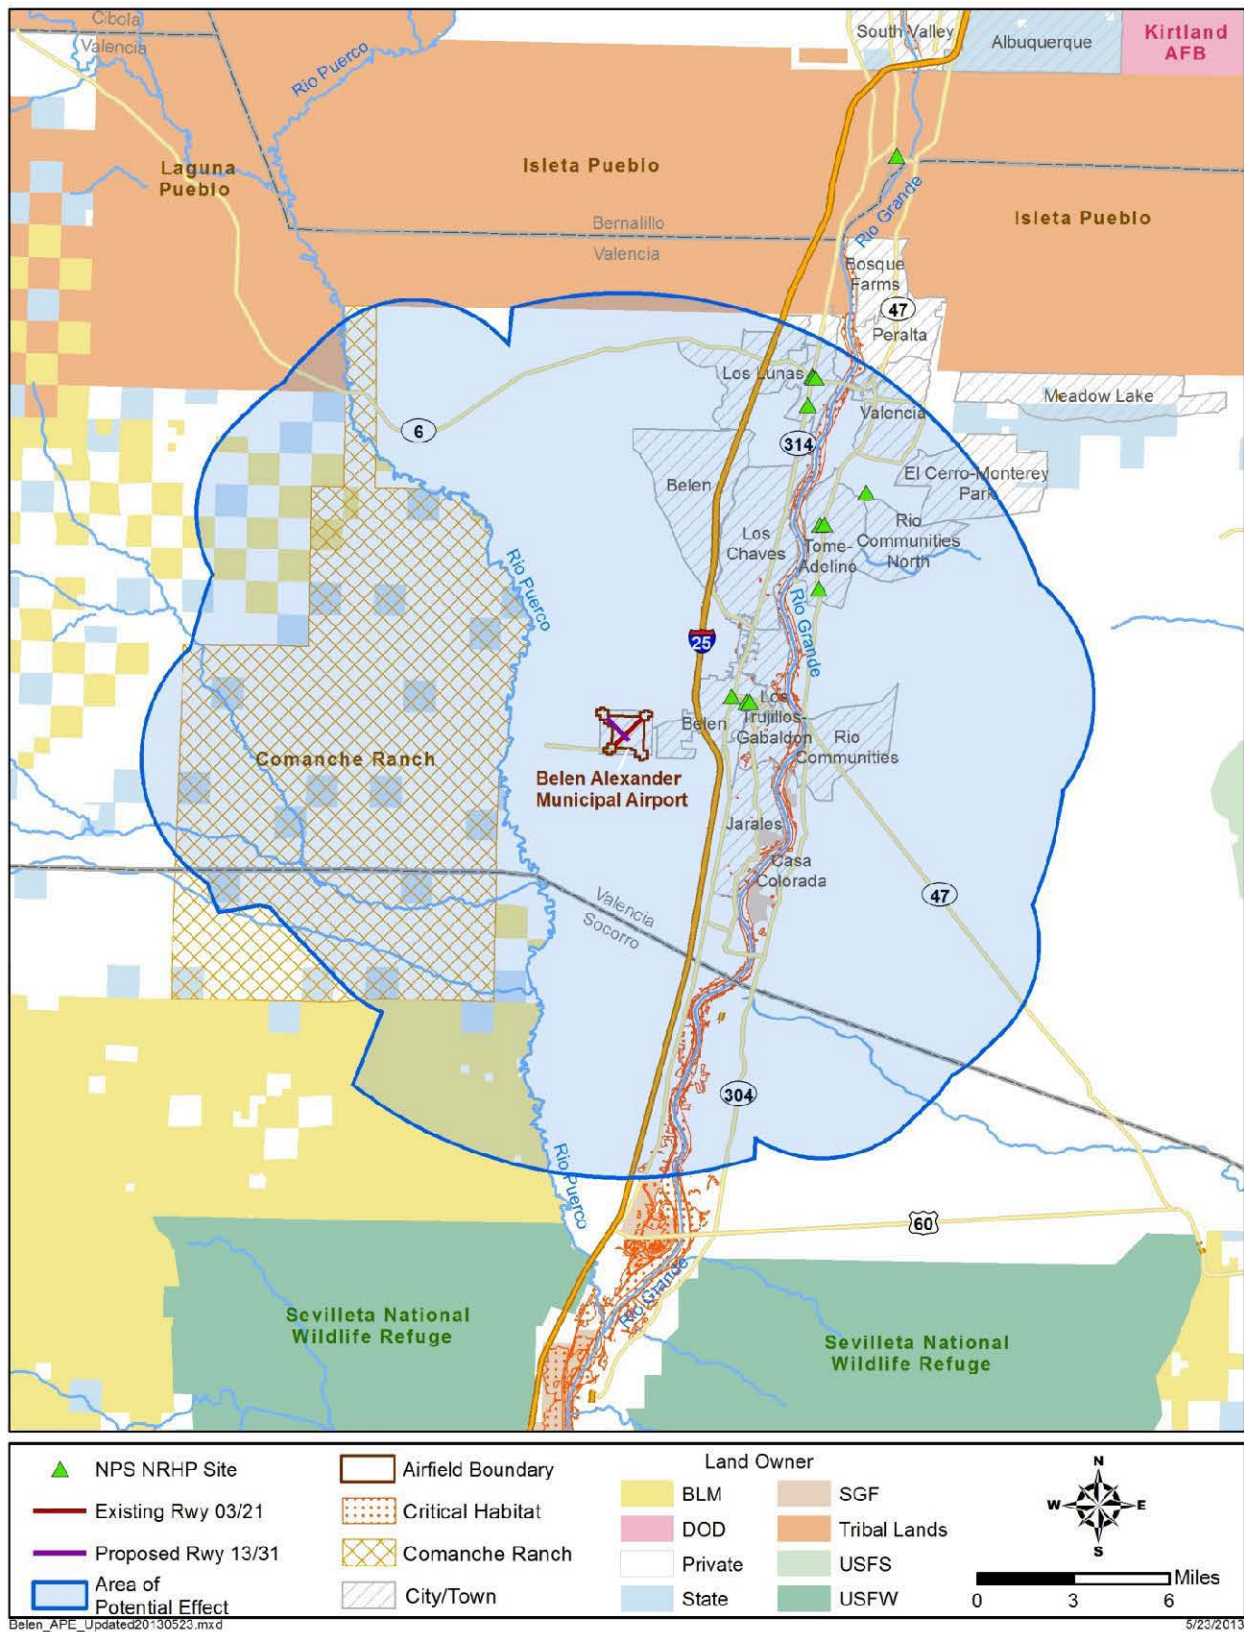 Cibola
Valencia
Rio Puerco
South Valley
Albuquerque
Kirtland
AFB
Laguna
Pueblo
Isleta Pueblo
Isleta Pueblo
Bernalillo
Valencia
Rio Grande
Bosque
Farms
47
Peralta
Los Lunas
Meadow Lake
Valencia
6
314
Belen
El Cerro-Monterey
Park
Los
Chaves
Rio
Communities
North
Tome-
Adelino
Rio Puerco
Rio Grande
25
Belen
Los
Trujillos-
Gabaldon
Rio
Communities
Comanche Ranch
Belen Alexander
Municipal Airport
Jarales
Casa
Colorada
Valencia
Socorro
47
304
Rio Puerco
60
Rio Grande
Sevilleta National
Wildlife Refuge
Sevilleta National
Wildlife Refuge
NPS NRHP Site
Existing Rwy 03/21
Proposed Rwy 13/31
Area of
Potential Effect
Airfield Boundary
Critical Habitat
Comanche Ranch
City/Town
Land Owner
BLM
DOD
Private
State
SGF
Tribal Lands
USFS
USFW
N
W E
S
Miles
0 3 6
Belen_APE_Updated20130523.mxd
5/23/2013